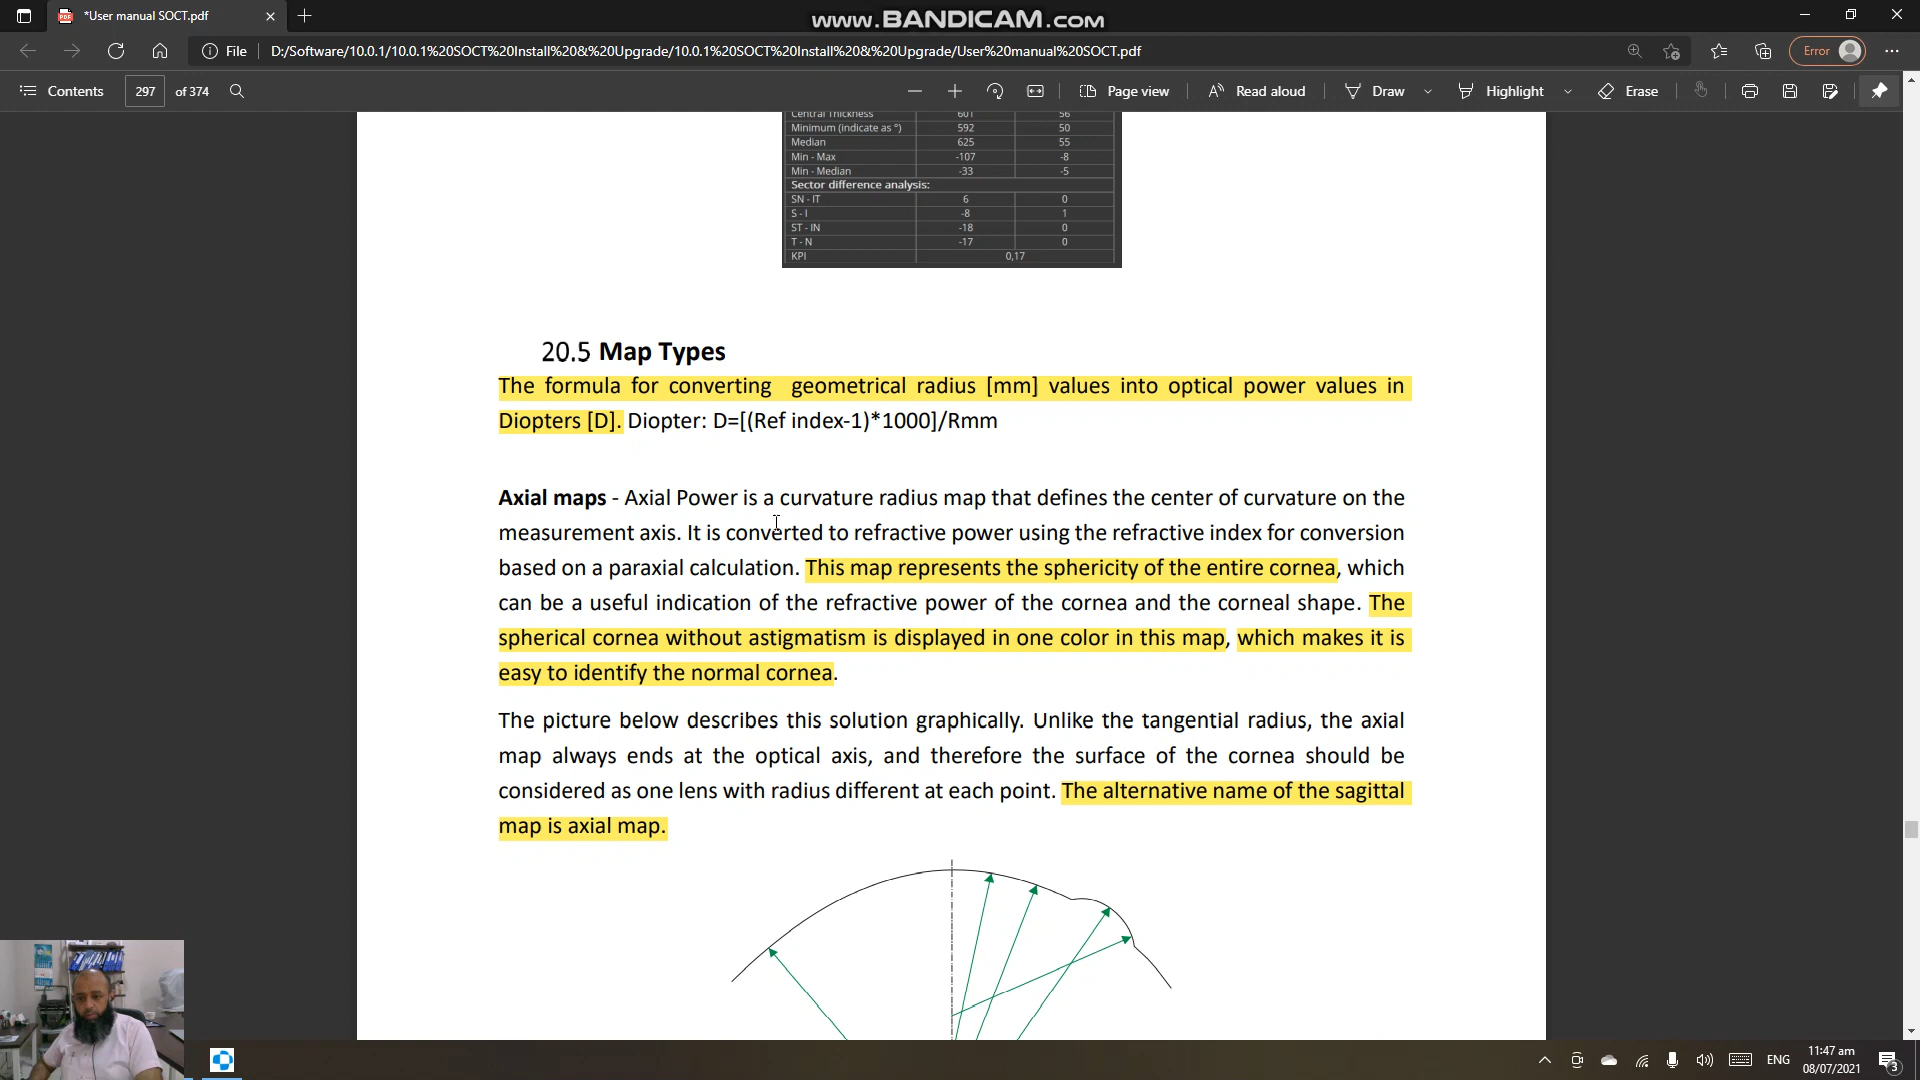 *User manual SOCT.pdf
www.BANDICAM.com
File
D:/Software/10.0.1/10.0.1%20SOCT%20Install%20&%20Upgrade/10.0.1%20SOCT%20Install%20&%20Upgrade/User%20manual%20SOCT.pdf
Error
Contents 297 of 374
Page view Read aloud Draw Highlight Erase
Central Thickness 601 56
Minimum (indicate as °) 592 50
Median 625 55
Min - Max -107 -8
Min - Median -33 -5
Sector difference analysis:
SN - IT 6 0
S - I -8 1
ST - IN -18 0
T - N -17 0
KPI 0,17
20.5 Map Types
The formula for converting geometrical radius [mm] values into optical power values in
Diopters [D]. Diopter: D=[(Ref index-1)*1000]/Rmm
Axial maps - Axial Power is a curvature radius map that defines the center of curvature on the
measurement axis. It is converted to refractive power using the refractive index for conversion
based on a paraxial calculation. This map represents the sphericity of the entire cornea, which
can be a useful indication of the refractive power of the cornea and the corneal shape. The
spherical cornea without astigmatism is displayed in one color in this map, which makes it is
easy to identify the normal cornea.
The picture below describes this solution graphically. Unlike the tangential radius, the axial
map always ends at the optical axis, and therefore the surface of the cornea should be
considered as one lens with radius different at each point. The alternative name of the sagittal
map is axial map.
ENG
11:47 am
08/07/2021
3